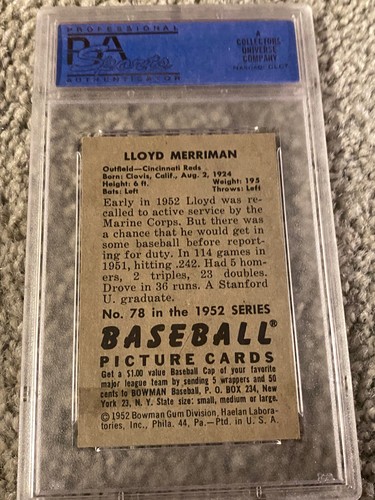 PROFESSIONAL
PSA
Sports
AUTHENTICATOR
A
COLLECTORS
UNIVERSE
COMPANY
LLOYD MERRIMAN
Outfield—Cincinnati Reds
Born: Clovis, Calif., Aug. 2, 1924
Height: 6 ft. Weight: 195
Bats: Left Throws: Left
Early in 1952 Lloyd was re-
called to active service by the
Marine Corps. But there was
a chance that he would get in
some baseball before report-
ing for duty. In 114 games in
1951, hitting .242. Had 5 hom-
ers, 2 triples, 23 doubles.
Drove in 36 runs. A Stanford
U. graduate.
No. 78 in the 1952 SERIES
BASEBALL®
PICTURE CARDS
Get a $1.00 value Baseball Cap of your favorite
major league team by sending 5 wrappers and 50
cents to BOWMAN Baseball, P. O. BOX 234, New
York 23, N. Y. State size: small, medium or large.
©1952 Bowman Gum Division, Haelan Labora-
tories, Inc., Phila. 44, Pa.—Ptd. in U. S. A.